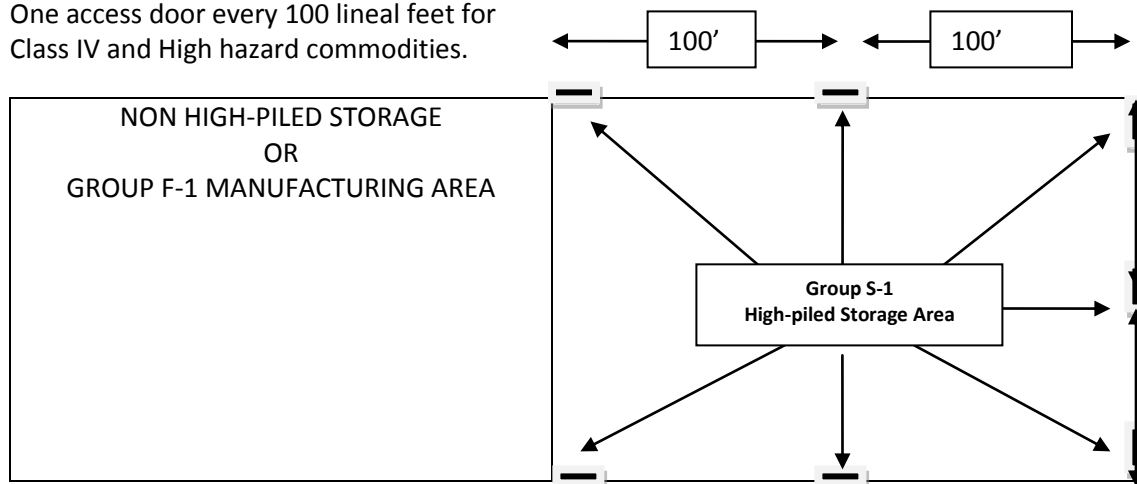 One access door every 100 lineal feet for
Class IV and High hazard commodities.
100’
100’
NON HIGH-PILED STORAGE
OR
GROUP F-1 MANUFACTURING AREA
Group S-1
High-piled Storage Area